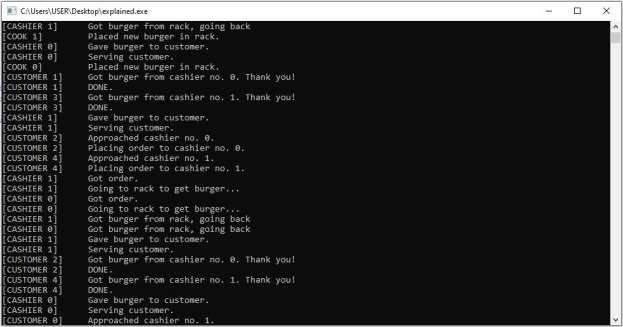 C:\Users\USER\Desktop\explained.exe
[CASHIER 1] Got burger from rack, going back
[COOK 1] Placed new burger in rack.
[CASHIER 0] Gave burger to customer.
[CASHIER 0] Serving customer.
[COOK 0] Placed new burger in rack.
[CUSTOMER 1] Got burger from cashier no. 0. Thank you!
[CUSTOMER 1] DONE.
[CUSTOMER 3] Got burger from cashier no. 1. Thank you!
[CUSTOMER 3] DONE.
[CASHIER 1] Gave burger to customer.
[CASHIER 1] Serving customer.
[CUSTOMER 2] Approached cashier no. 0.
[CUSTOMER 2] Placing order to cashier no. 0.
[CUSTOMER 4] Approached cashier no. 1.
[CUSTOMER 4] Placing order to cashier no. 1.
[CASHIER 1] Got order.
[CASHIER 1] Going to rack to get burger...
[CASHIER 0] Got order.
[CASHIER 0] Going to rack to get burger...
[CASHIER 1] Got burger from rack, going back
[CASHIER 0] Got burger from rack, going back
[CASHIER 1] Gave burger to customer.
[CASHIER 1] Serving customer.
[CUSTOMER 2] Got burger from cashier no. 0. Thank you!
[CUSTOMER 2] DONE.
[CUSTOMER 4] Got burger from cashier no. 1. Thank you!
[CUSTOMER 4] DONE.
[CASHIER 0] Gave burger to customer.
[CASHIER 0] Serving customer.
[CUSTOMER 0] Approached cashier no. 1.